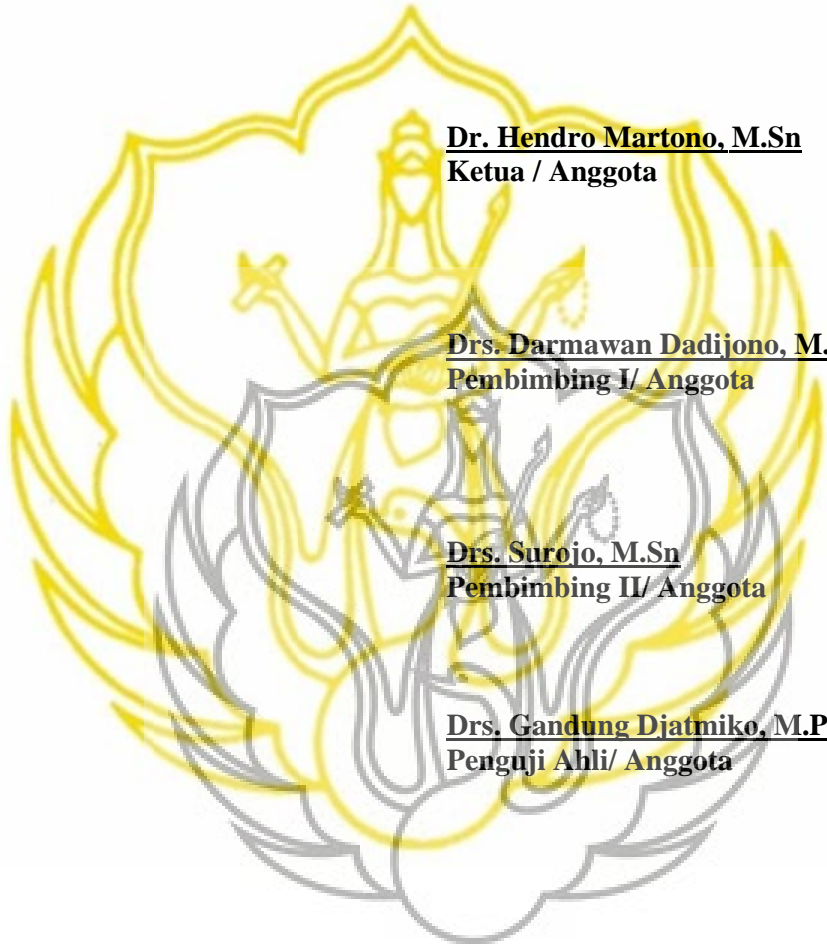 Dr. Hendro Martono, M.Sn
Ketua / Anggota
Drs. Darmawan Dadijono, M.
Pembimbing I/ Anggota
Drs. Surojo, M.Sn
Pembimbing II/ Anggota
Drs. Gandung Djatmiko, M.P
Penguji Ahli/ Anggota